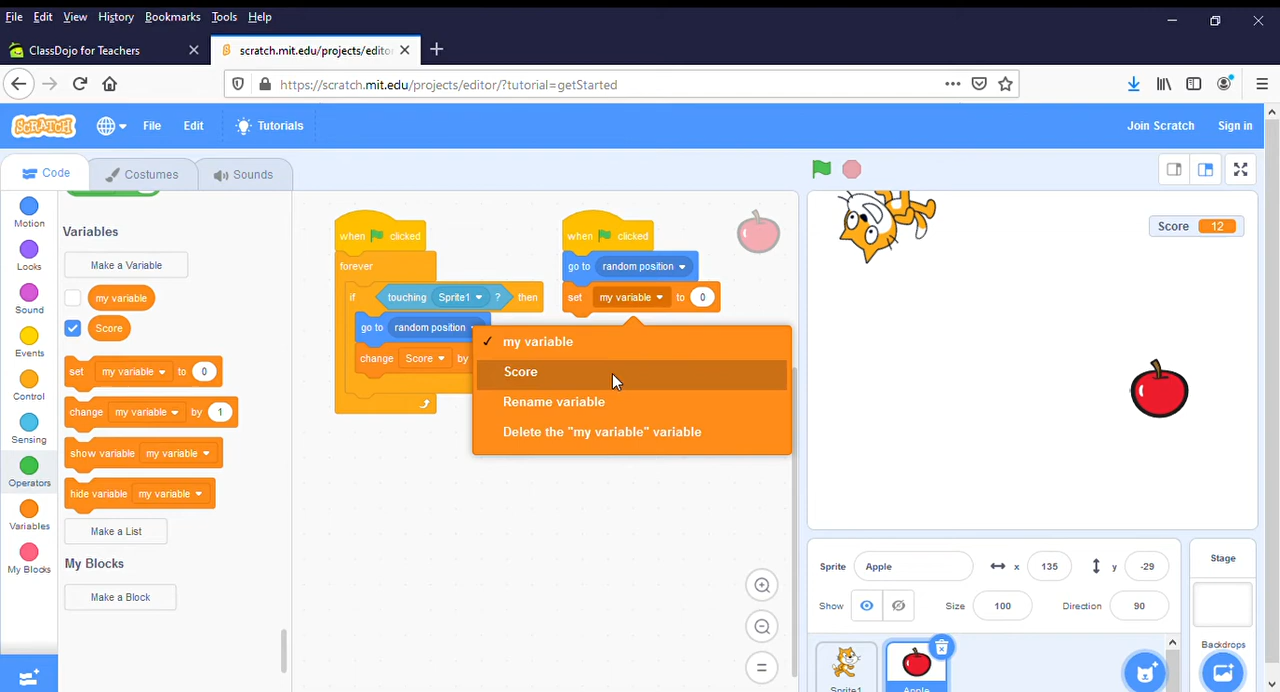 File Edit View History Bookmarks Tools Help
ClassDojo for Teachers
scratch.mit.edu/projects/editor
https://scratch.mit.edu/projects/editor/?tutorial=getStarted
SCRATCH File Edit Tutorials Join Scratch Sign in
Code Costumes Sounds
Motion
Looks
Sound
Events
Control
Sensing
Operators
Variables
My Blocks
Variables
Make a Variable
my variable
Score
set my variable to 0
change my variable by 1
show variable my variable
hide variable my variable
Make a List
My Blocks
Make a Block
when clicked
forever
if touching Sprite1 ? then
go to random position
change Score by
when clicked
go to random position
set my variable to 0
✓ my variable
Score
Rename variable
Delete the "my variable" variable
Score 12
Sprite Apple x 135 y -29
Show Size 100 Direction 90
Sprite1
Apple
Stage
Backdrops